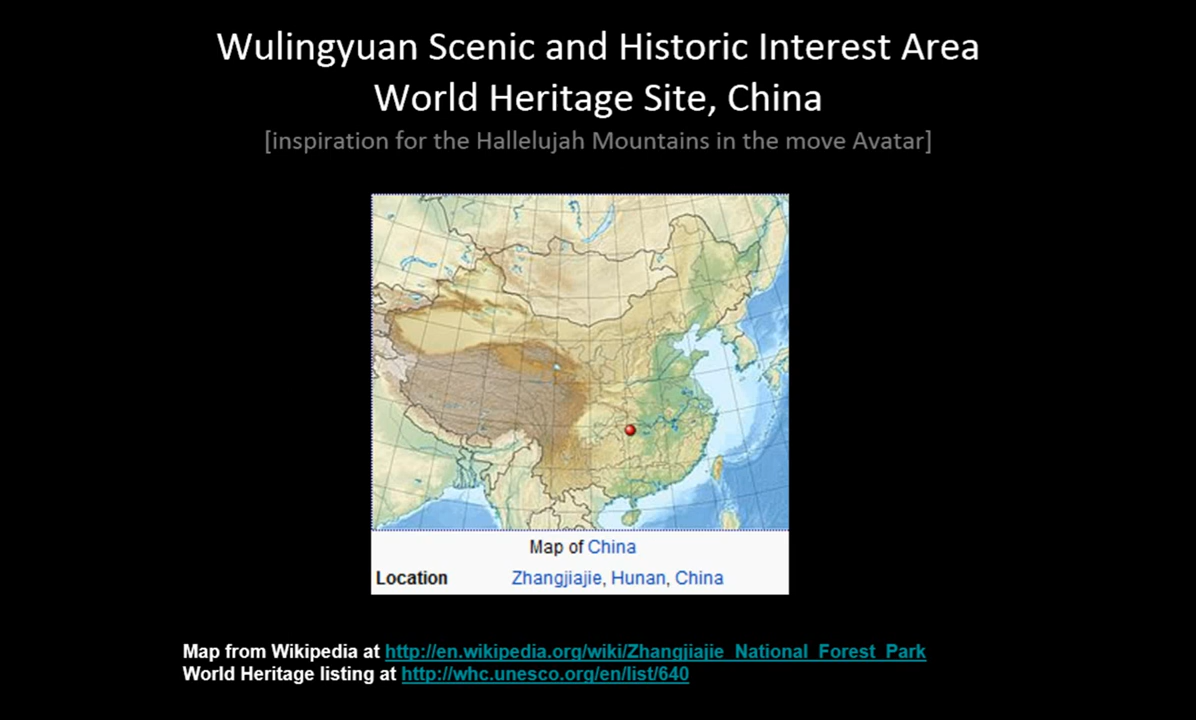 Wulingyuan Scenic and Historic Interest Area
World Heritage Site, China
[inspiration for the Hallelujah Mountains in the move Avatar]
Map of China
Location Zhangjiajie, Hunan, China
Map from Wikipedia at http://en.wikipedia.org/wiki/Zhangjiajie_National_Forest_Park
World Heritage listing at http://whc.unesco.org/en/list/640